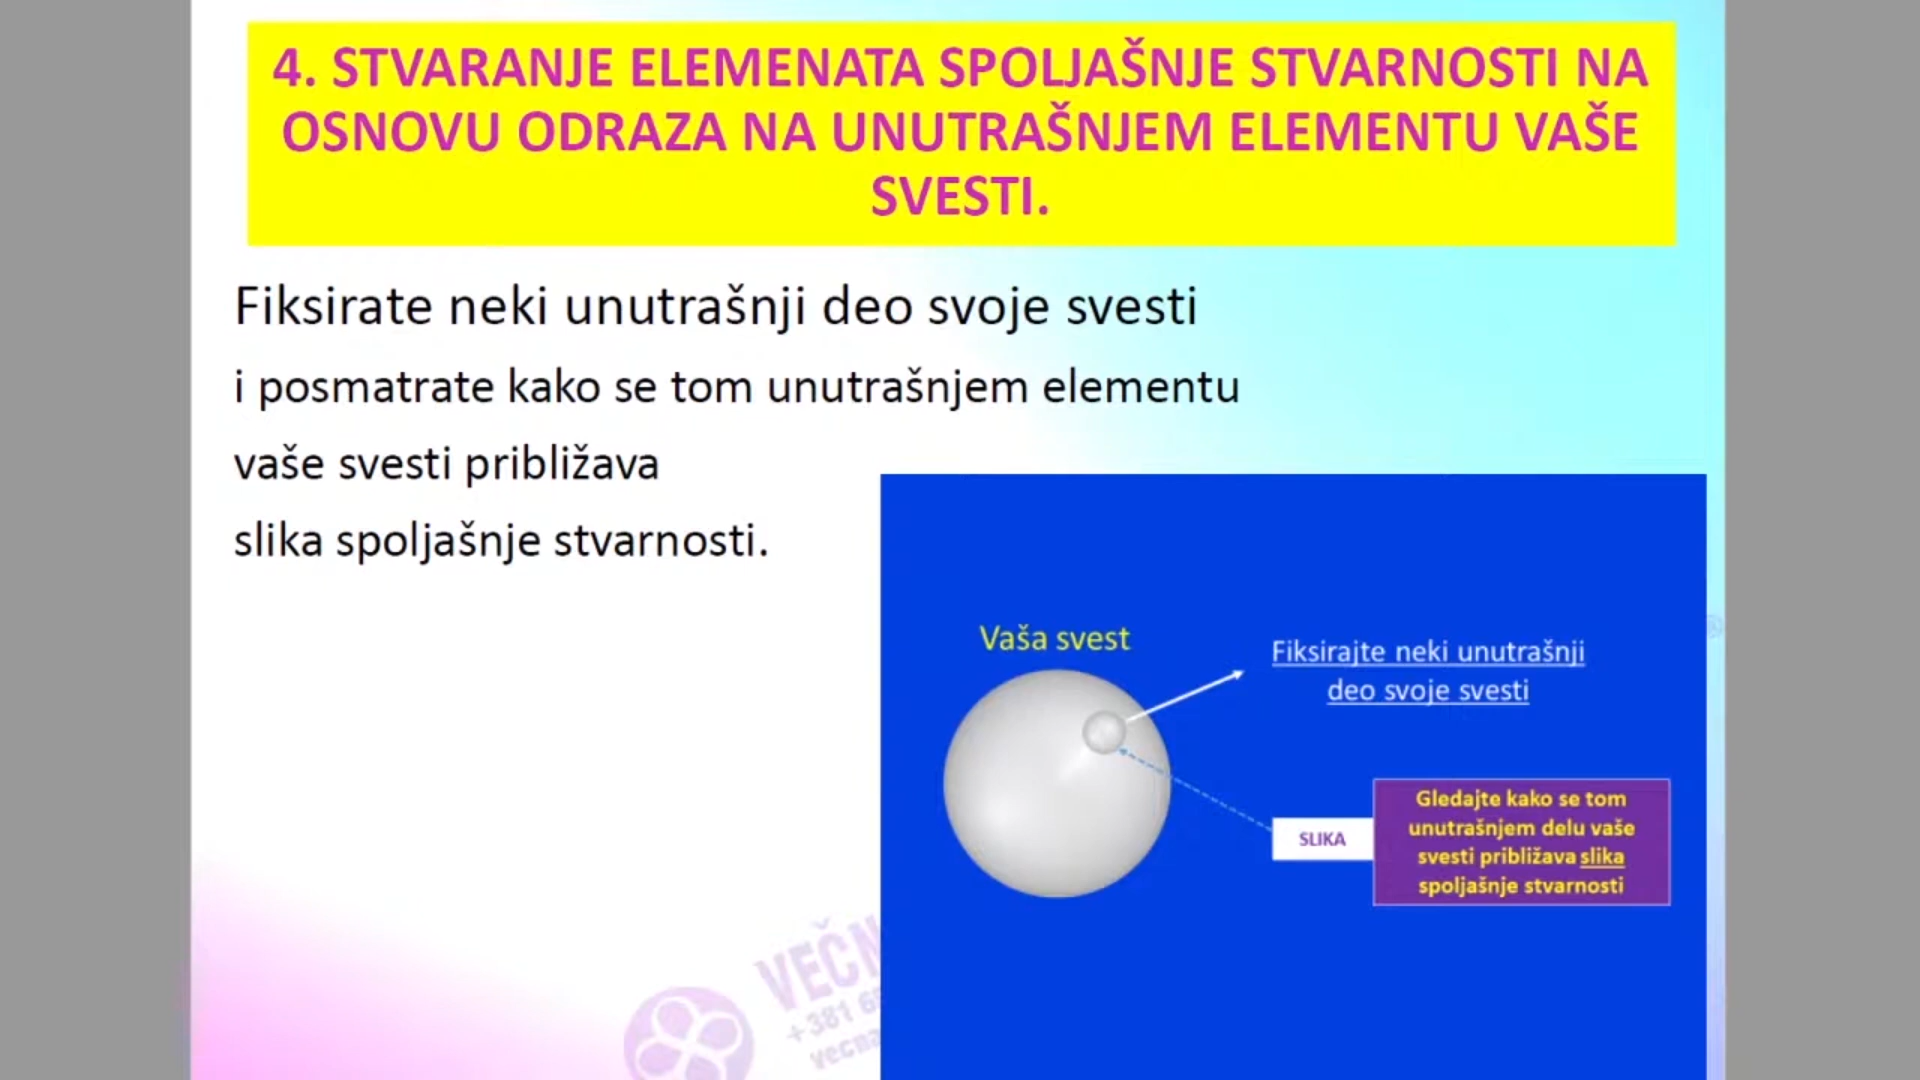 4. STVARANJE ELEMENATA SPOLJAŠNJE STVARNOSTI NA
OSNOVU ODRAZA NA UNUTRAŠNJEM ELEMENTU VAŠE
SVESTI.
Fiksirate neki unutrašnji deo svoje svesti
i posmatrate kako se tom unutrašnjem elementu
vaše svesti približava
slika spoljašnje stvarnosti.
Vaša svest
Fiksirajte neki unutrašnji
deo svoje svesti
SLIKA
Gledajte kako se tom
unutrašnjem delu vaše
svesti približava slika
spoljašnje stvarnosti
®
+381